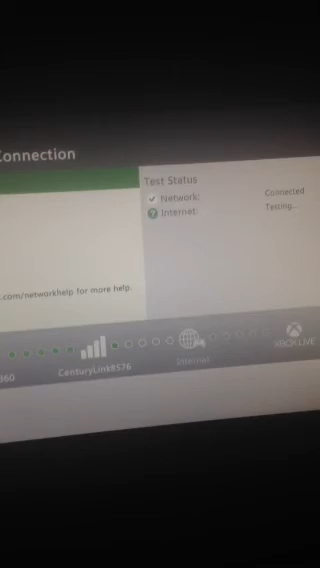 Connection
Test Status
Network: Connected
Internet: Testing...
.com/networkhelp for more help.
360
CenturyLink8576
Internet
XBOX LIVE